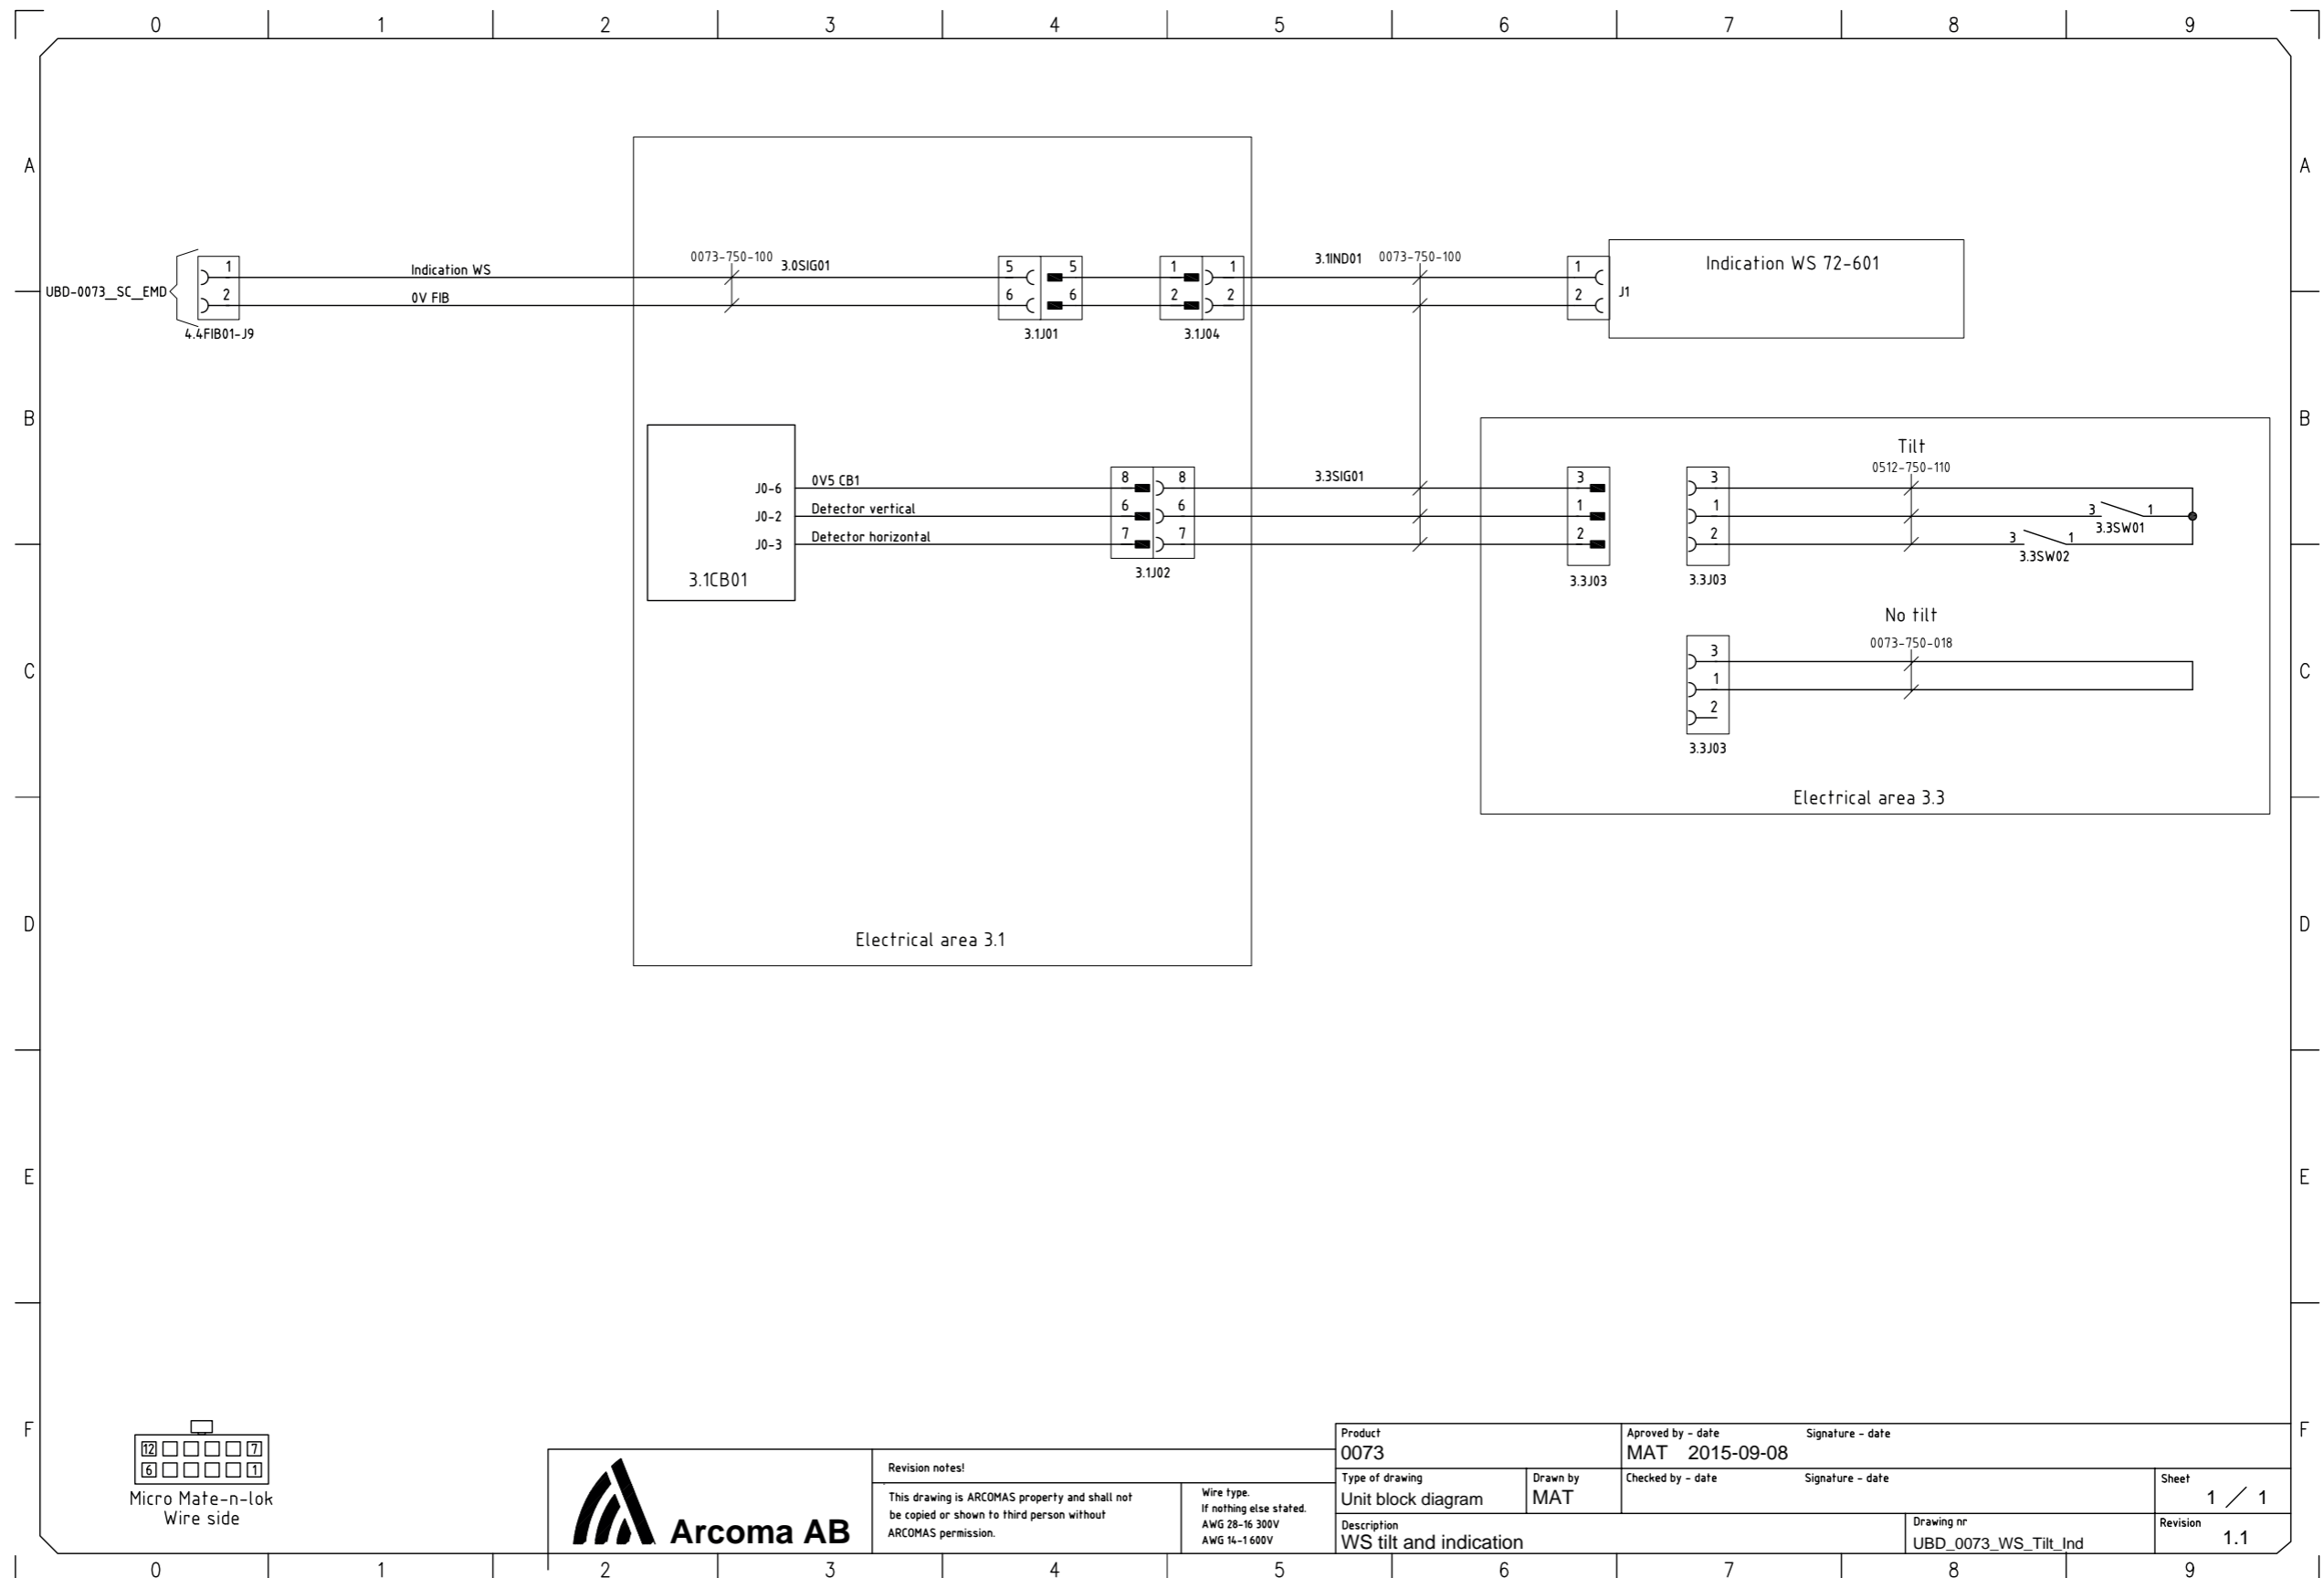 0 1 2 3 4 5 6 7 8 9
A A
0073-750-100 3.0SIG01
3.1IND01 0073-750-100
Indication WS 72-601
1 Indication WS 5 5 1 1 1
UBD-0073_SC_EMD
2 0V FIB 6 6 2 2 2 J1
4.4FIB01-J9 3.1J01 3.1J04
B B
Tilt
0512-750-110
J0-6 0V5 CB1 8 8 3.3SIG01 3 3
J0-2 Detector vertical 6 6 1 1 3 1
3.3SW01
J0-3 Detector horizontal 7 7 2 2 3 1
3.3SW02
3.1CB01 3.1J02 3.3J03 3.3J03
No tilt
0073-750-018
C C
3
1
2
3.3J03
Electrical area 3.3
D D
Electrical area 3.1
E E
F F
12 7
6 1
Micro Mate-n-lok
Wire side
Arcoma AB
Revision notes!
This drawing is ARCOMAS property and shall not
be copied or shown to third person without
ARCOMAS permission.
Wire type.
If nothing else stated.
AWG 28-16 300V
AWG 14-1 600V
Product
0073
Aproved by - date Signature - date
MAT 2015-09-08
Type of drawing
Unit block diagram
Drawn by
MAT
Checked by - date Signature - date
Sheet
1 / 1
Description
WS tilt and indication
Drawing nr
UBD_0073_WS_Tilt_Ind
Revision
1.1
0 1 2 3 4 5 6 7 8 9